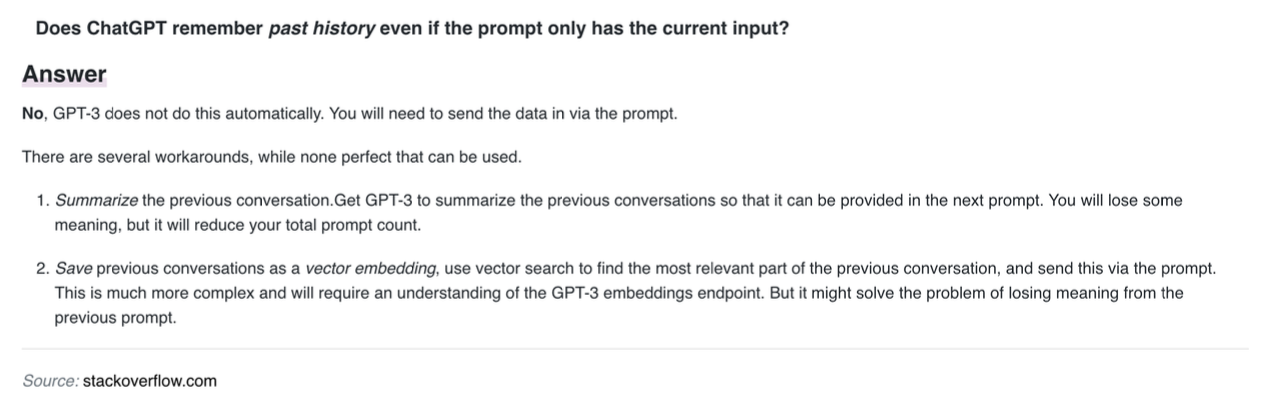 Does ChatGPT remember past history even if the prompt only has the current input?
Answer
No, GPT-3 does not do this automatically. You will need to send the data in via the prompt.
There are several workarounds, while none perfect that can be used.
1. Summarize the previous conversation.Get GPT-3 to summarize the previous conversations so that it can be provided in the next prompt. You will lose some
meaning, but it will reduce your total prompt count.
2. Save previous conversations as a vector embedding, use vector search to find the most relevant part of the previous conversation, and send this via the prompt.
This is much more complex and will require an understanding of the GPT-3 embeddings endpoint. But it might solve the problem of losing meaning from the
previous prompt.
Source: stackoverflow.com